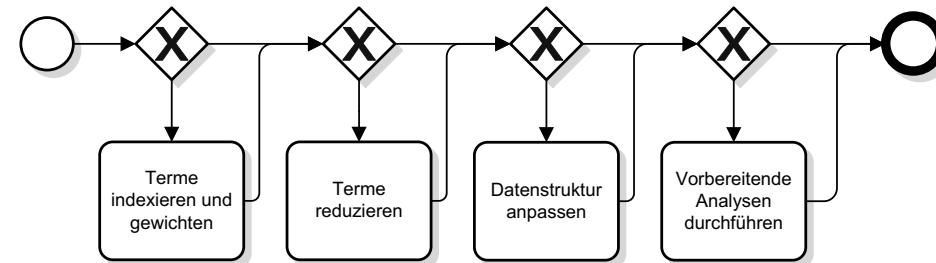 X
X
X
X
Terme
indexieren und
gewichten
Terme
reduzieren
Datenstruktur
anpassen
Vorbereitende
Analysen
durchführen